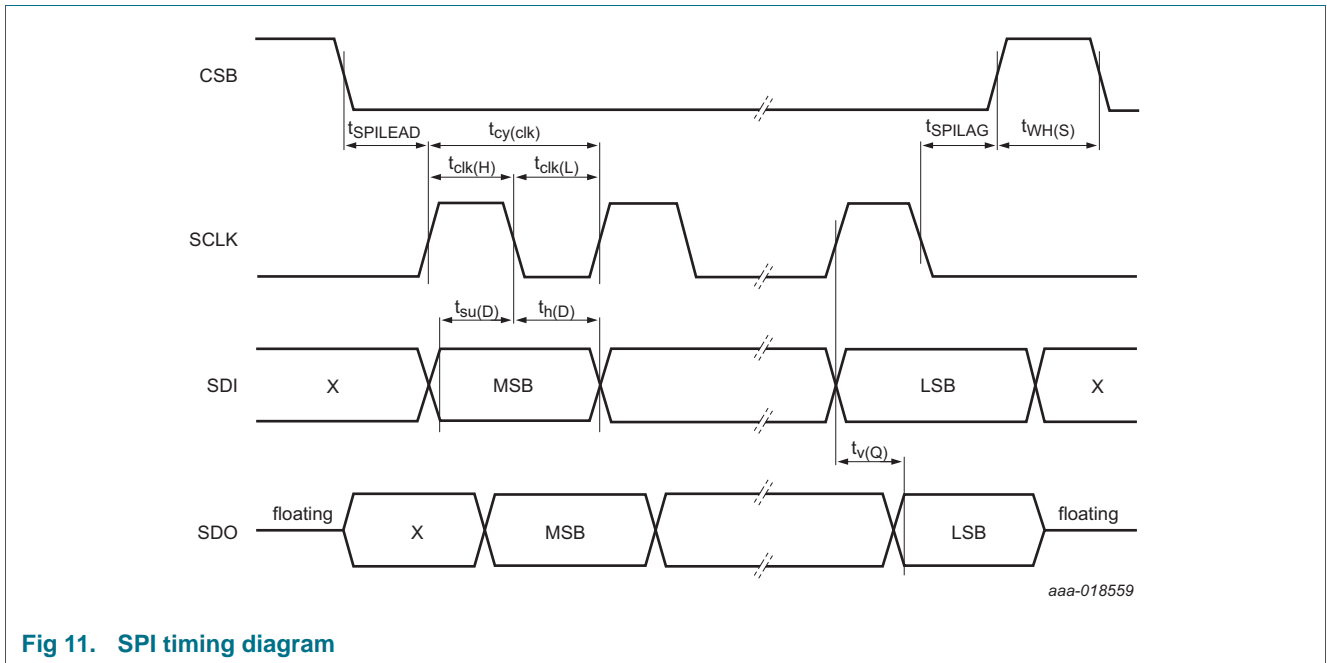 CSB
tSPILEAD
tcy(clk)
tSPILAG
tWH(S)
tclk(H)
tclk(L)
SCLK
tsu(D)
th(D)
SDI
X
MSB
LSB
X
tv(Q)
SDO
floating
X
MSB
LSB
floating
aaa-018559
Fig 11. SPI timing diagram